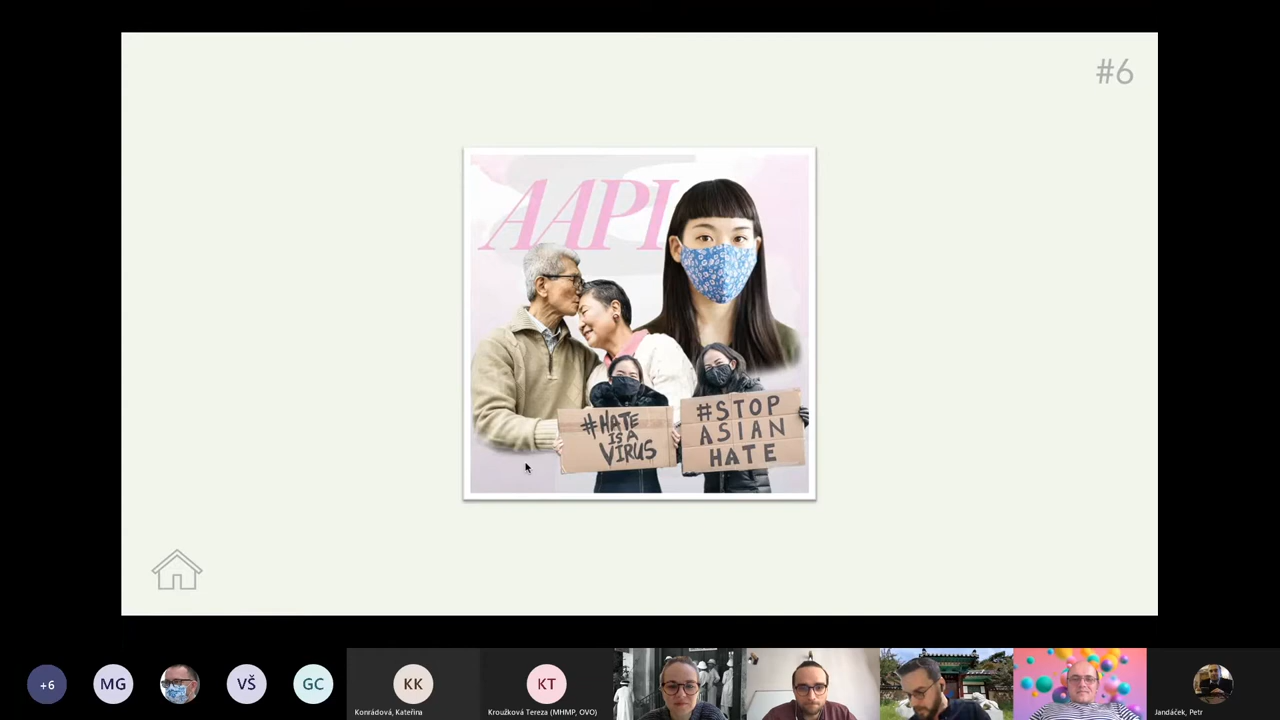 #6
AAPI
#HATE
IS A
VIRUS
#STOP
ASIAN
HATE
+6
MG
VŠ
GC
KK
Konrádová, Kateřina
KT
Kroužková Tereza (MHMP, OVO)
Jandáček, Petr